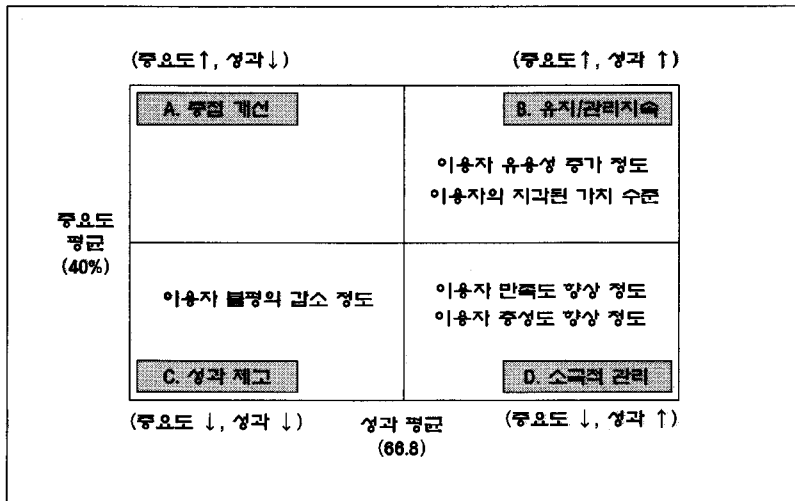 (중요도↑, 성과↓)
(중요도↑, 성과 ↑)
A. 중점 개선
B. 유지/관리지속
이용자 유용성 증가 정도
이용자의 지각된 가치 수준
중요도
평균
(40%)
이용자 불평의 감소 정도
이용자 만족도 향상 정도
이용자 충성도 향상 정도
C. 성과 제고
D. 소극적 관리
(중요도 ↓, 성과 ↓)
성과 평균
(66.8)
(중요도 ↓, 성과 ↑)